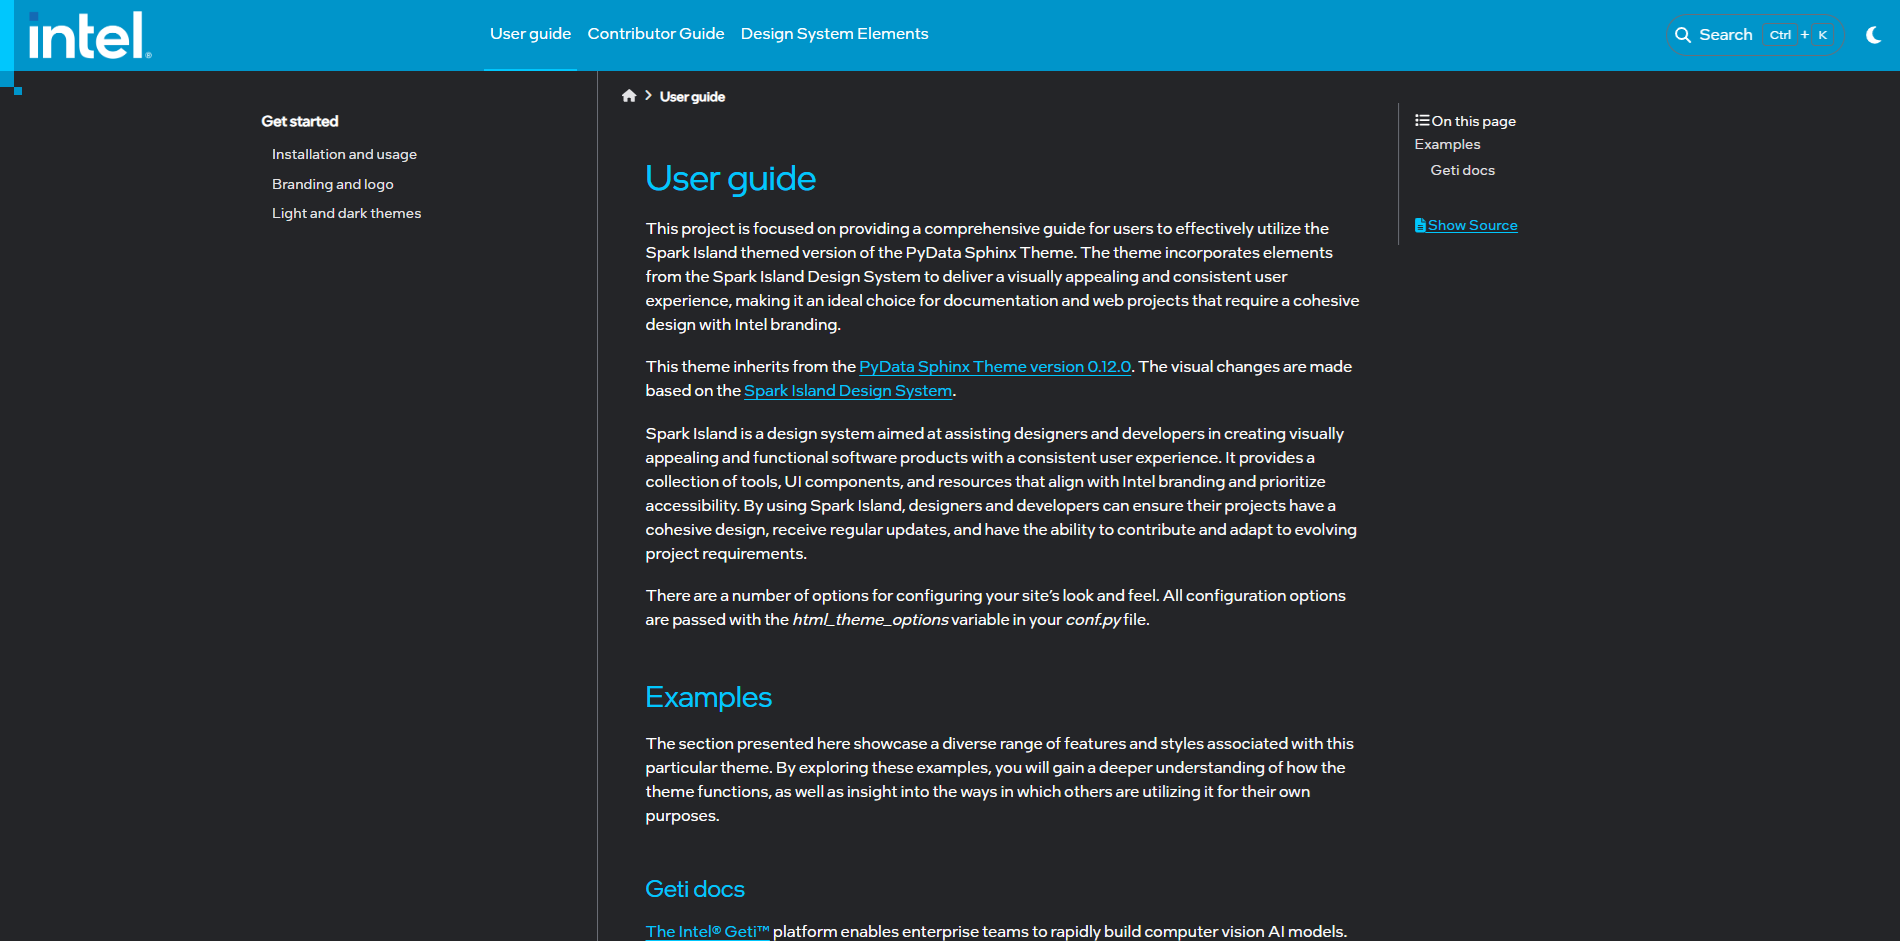 intel®
User guide
Contributor Guide
Design System Elements
Search Ctrl + K
Get started
Installation and usage
Branding and logo
Light and dark themes
User guide
User guide
This project is focused on providing a comprehensive guide for users to effectively utilize the
Spark Island themed version of the PyData Sphinx Theme. The theme incorporates elements
from the Spark Island Design System to deliver a visually appealing and consistent user
experience, making it an ideal choice for documentation and web projects that require a cohesive
design with Intel branding.
This theme inherits from the PyData Sphinx Theme version 0.12.0. The visual changes are made
based on the Spark Island Design System.
Spark Island is a design system aimed at assisting designers and developers in creating visually
appealing and functional software products with a consistent user experience. It provides a
collection of tools, UI components, and resources that align with Intel branding and prioritize
accessibility. By using Spark Island, designers and developers can ensure their projects have a
cohesive design, receive regular updates, and have the ability to contribute and adapt to evolving
project requirements.
There are a number of options for configuring your site’s look and feel. All configuration options
are passed with the html_theme_options variable in your conf.py file.
Examples
The section presented here showcase a diverse range of features and styles associated with this
particular theme. By exploring these examples, you will gain a deeper understanding of how the
theme functions, as well as insight into the ways in which others are utilizing it for their own
purposes.
Geti docs
The Intel® Geti™ platform enables enterprise teams to rapidly build computer vision AI models.
On this page
Examples
Geti docs
Show Source